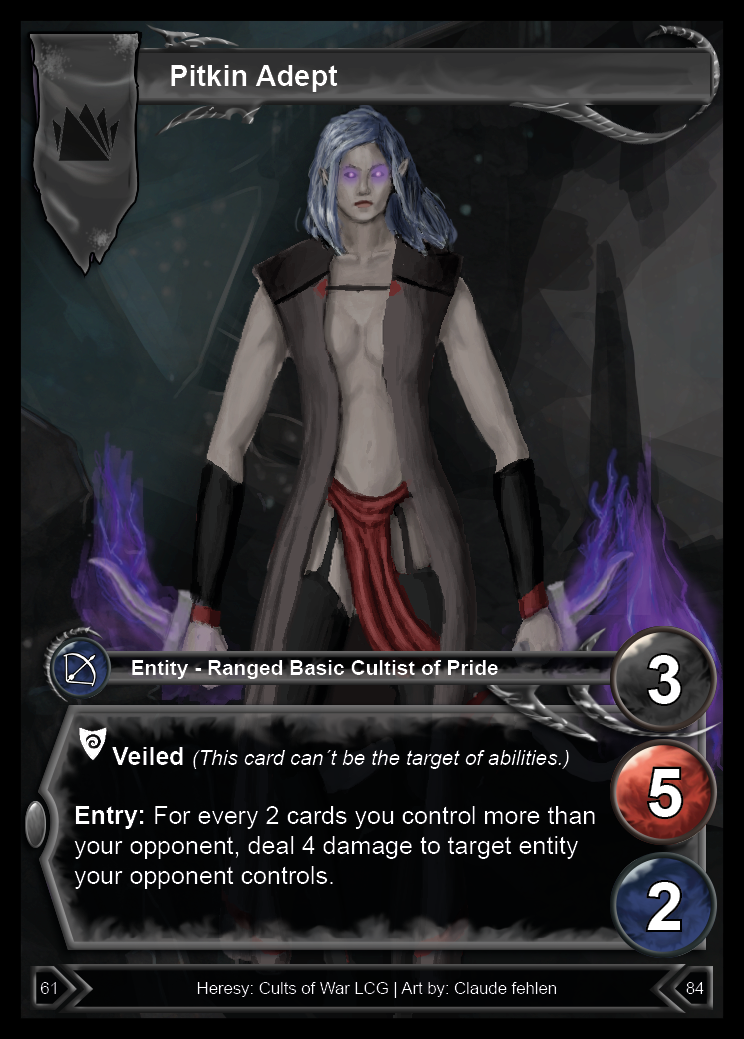 Pitkin Adept
Entity - Ranged Basic Cultist of Pride
3
Veiled (This card can´t be the target of abilities.)
5
Entry: For every 2 cards you control more than
your opponent, deal 4 damage to target entity
your opponent controls.
2
61
Heresy: Cults of War LCG | Art by: Claude fehlen
84